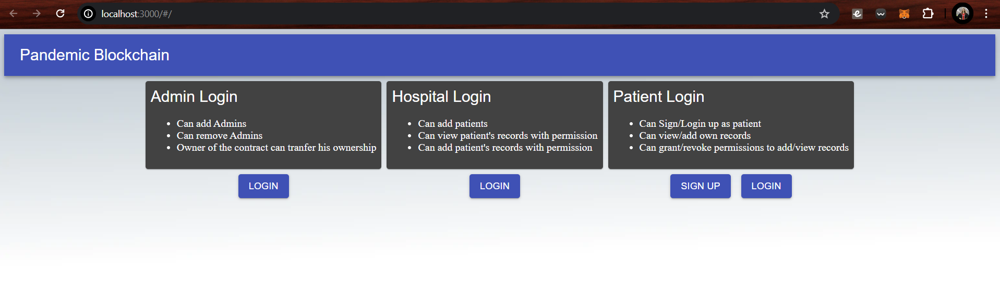 localhost:3000/#/
Pandemic Blockchain
Admin Login
• Can add Admins
• Can remove Admins
• Owner of the contract can tranfer his ownership
LOGIN
Hospital Login
• Can add patients
• Can view patient's records with permission
• Can add patient's records with permission
LOGIN
Patient Login
• Can Sign/Login up as patient
• Can view/add own records
• Can grant/revoke permissions to add/view records
SIGN UP
LOGIN